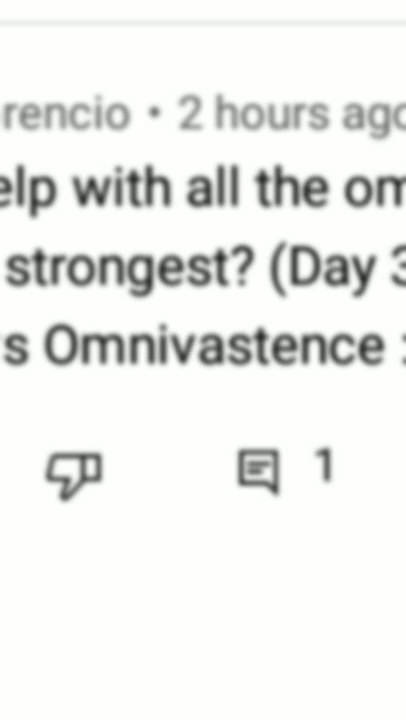 rencio • 2 hours ago
elp with all the om
strongest? (Day 3
s Omnivastence :
1